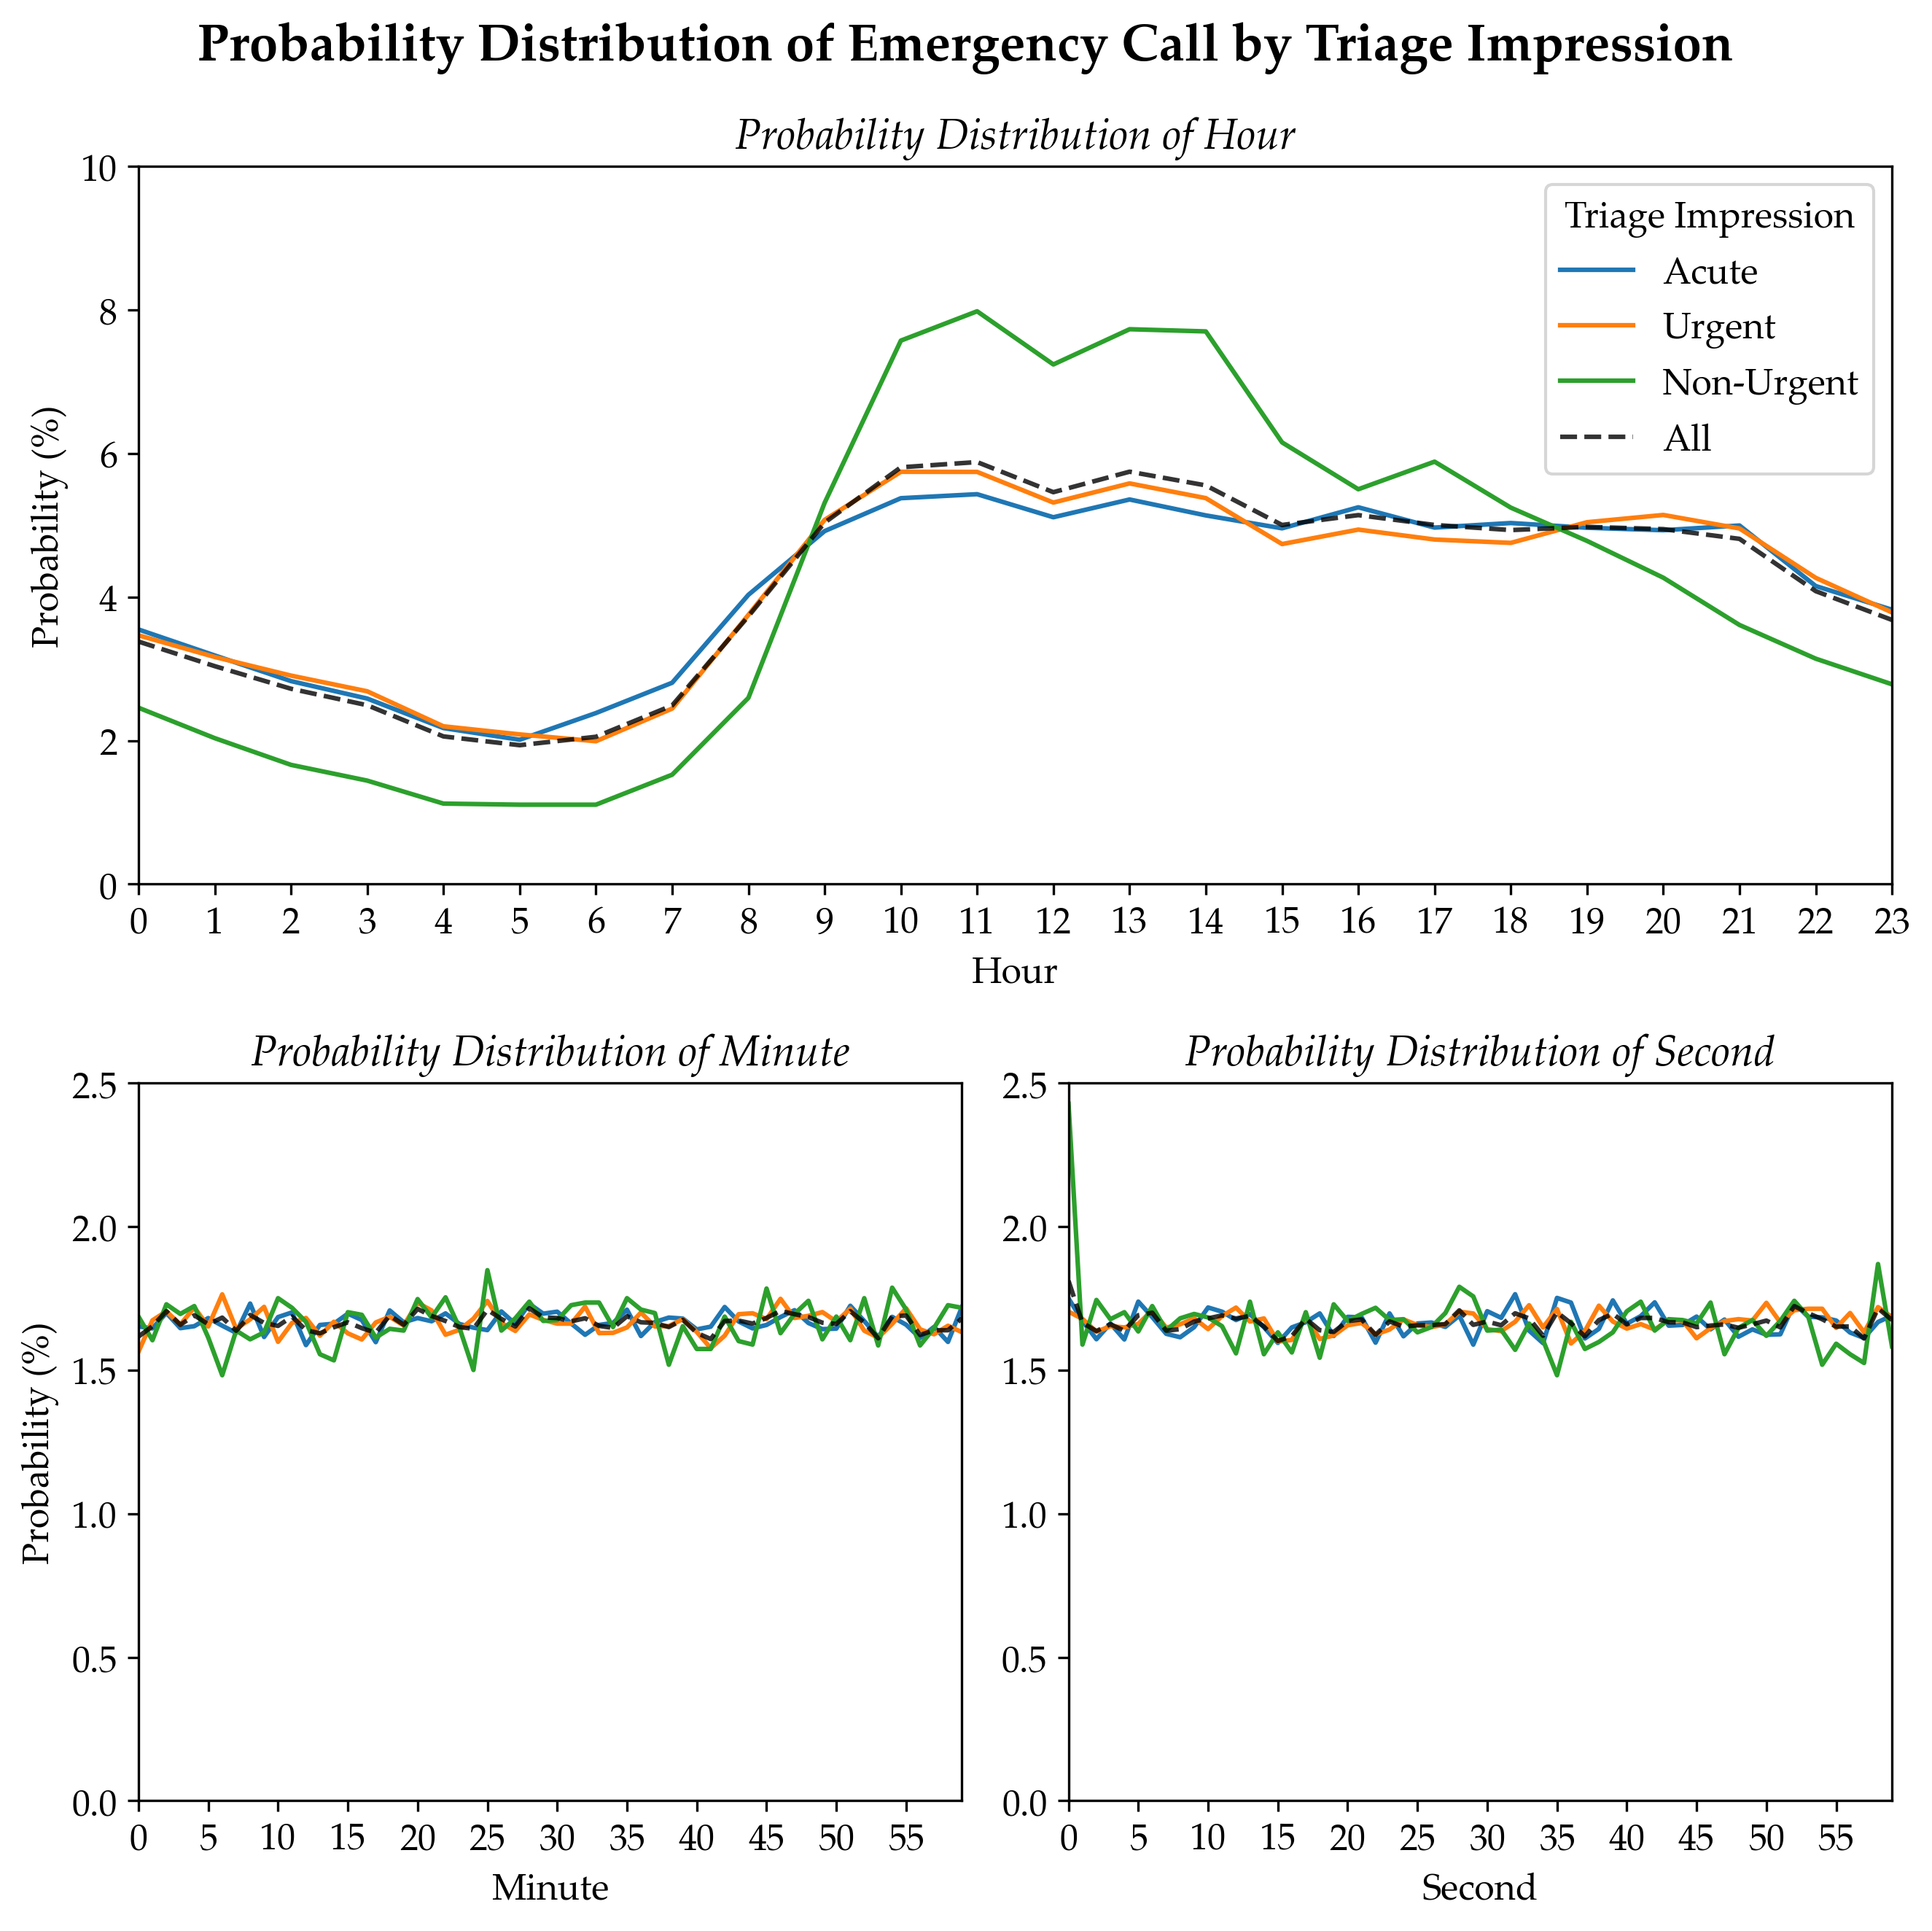 Probability Distribution of Emergency Call by Triage Impression
Probability Distribution of Hour
Probability (%)
10
8
6
4
2
0
Triage Impression
Acute
Urgent
Non-Urgent
All
0 1 2 3 4 5 6 7 8 9 10 11 12 13 14 15 16 17 18 19 20 21 22 23
Hour
Probability Distribution of Minute
Probability (%)
2.5
2.0
1.5
1.0
0.5
0.0
0 5 10 15 20 25 30 35 40 45 50 55
Minute
Probability Distribution of Second
2.5
2.0
1.5
1.0
0.5
0.0
0 5 10 15 20 25 30 35 40 45 50 55
Second